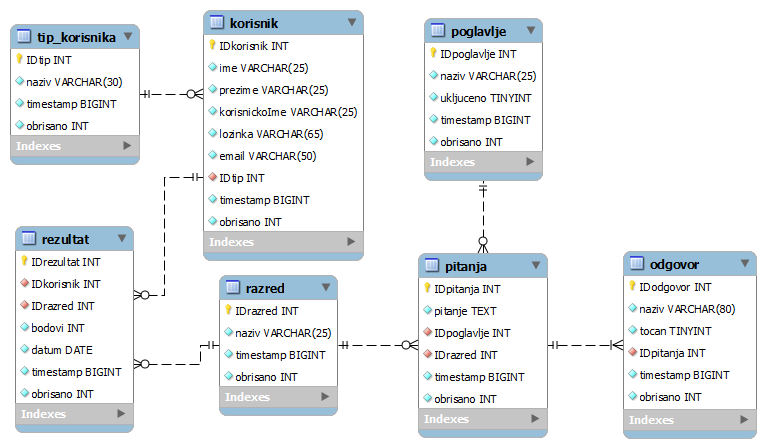 tip_korisnika
IDtip INT
naziv VARCHAR(30)
timestamp BIGINT
obrisano INT
Indexes
korisnik
IDkorisnik INT
ime VARCHAR(25)
prezime VARCHAR(25)
korisnickoIme VARCHAR(25)
lozinka VARCHAR(65)
email VARCHAR(50)
IDtip INT
timestamp BIGINT
obrisano INT
Indexes
poglavlje
IDpoglavlje INT
naziv VARCHAR(25)
ukljuceno TINYINT
timestamp BIGINT
obrisano INT
Indexes
rezultat
IDrezultat INT
IDkorisnik INT
IDrazred INT
bodovi INT
datum DATE
timestamp BIGINT
obrisano INT
Indexes
razred
IDrazred INT
naziv VARCHAR(25)
timestamp BIGINT
obrisano INT
Indexes
pitanja
IDpitanja INT
pitanje TEXT
IDpoglavlje INT
IDrazred INT
timestamp BIGINT
obrisano INT
Indexes
odgovor
IDodgovor INT
naziv VARCHAR(80)
tocan TINYINT
IDpitanja INT
timestamp BIGINT
obrisano INT
Indexes